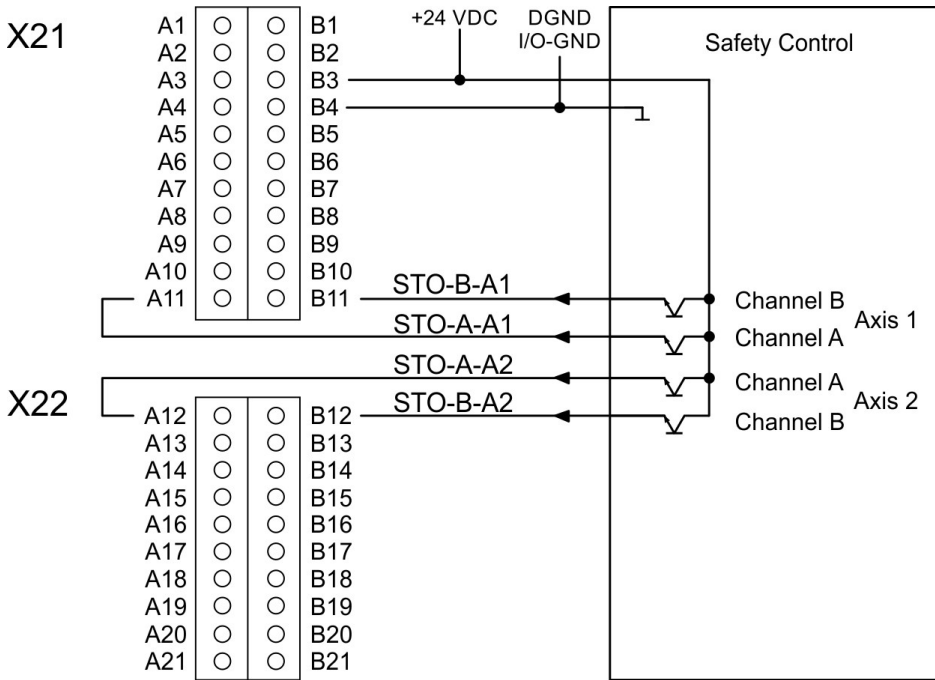 X21
A1 B1
A2 B2
A3 B3
A4 B4
A5 B5
A6 B6
A7 B7
A8 B8
A9 B9
A10 B10
A11 B11
+24 VDC
DGND
I/O-GND
Safety Control
STO-B-A1
STO-A-A1
STO-A-A2
STO-B-A2
Channel B
Channel A
Axis 1
Channel A
Channel B
Axis 2
X22
A12 B12
A13 B13
A14 B14
A15 B15
A16 B16
A17 B17
A18 B18
A19 B19
A20 B20
A21 B21